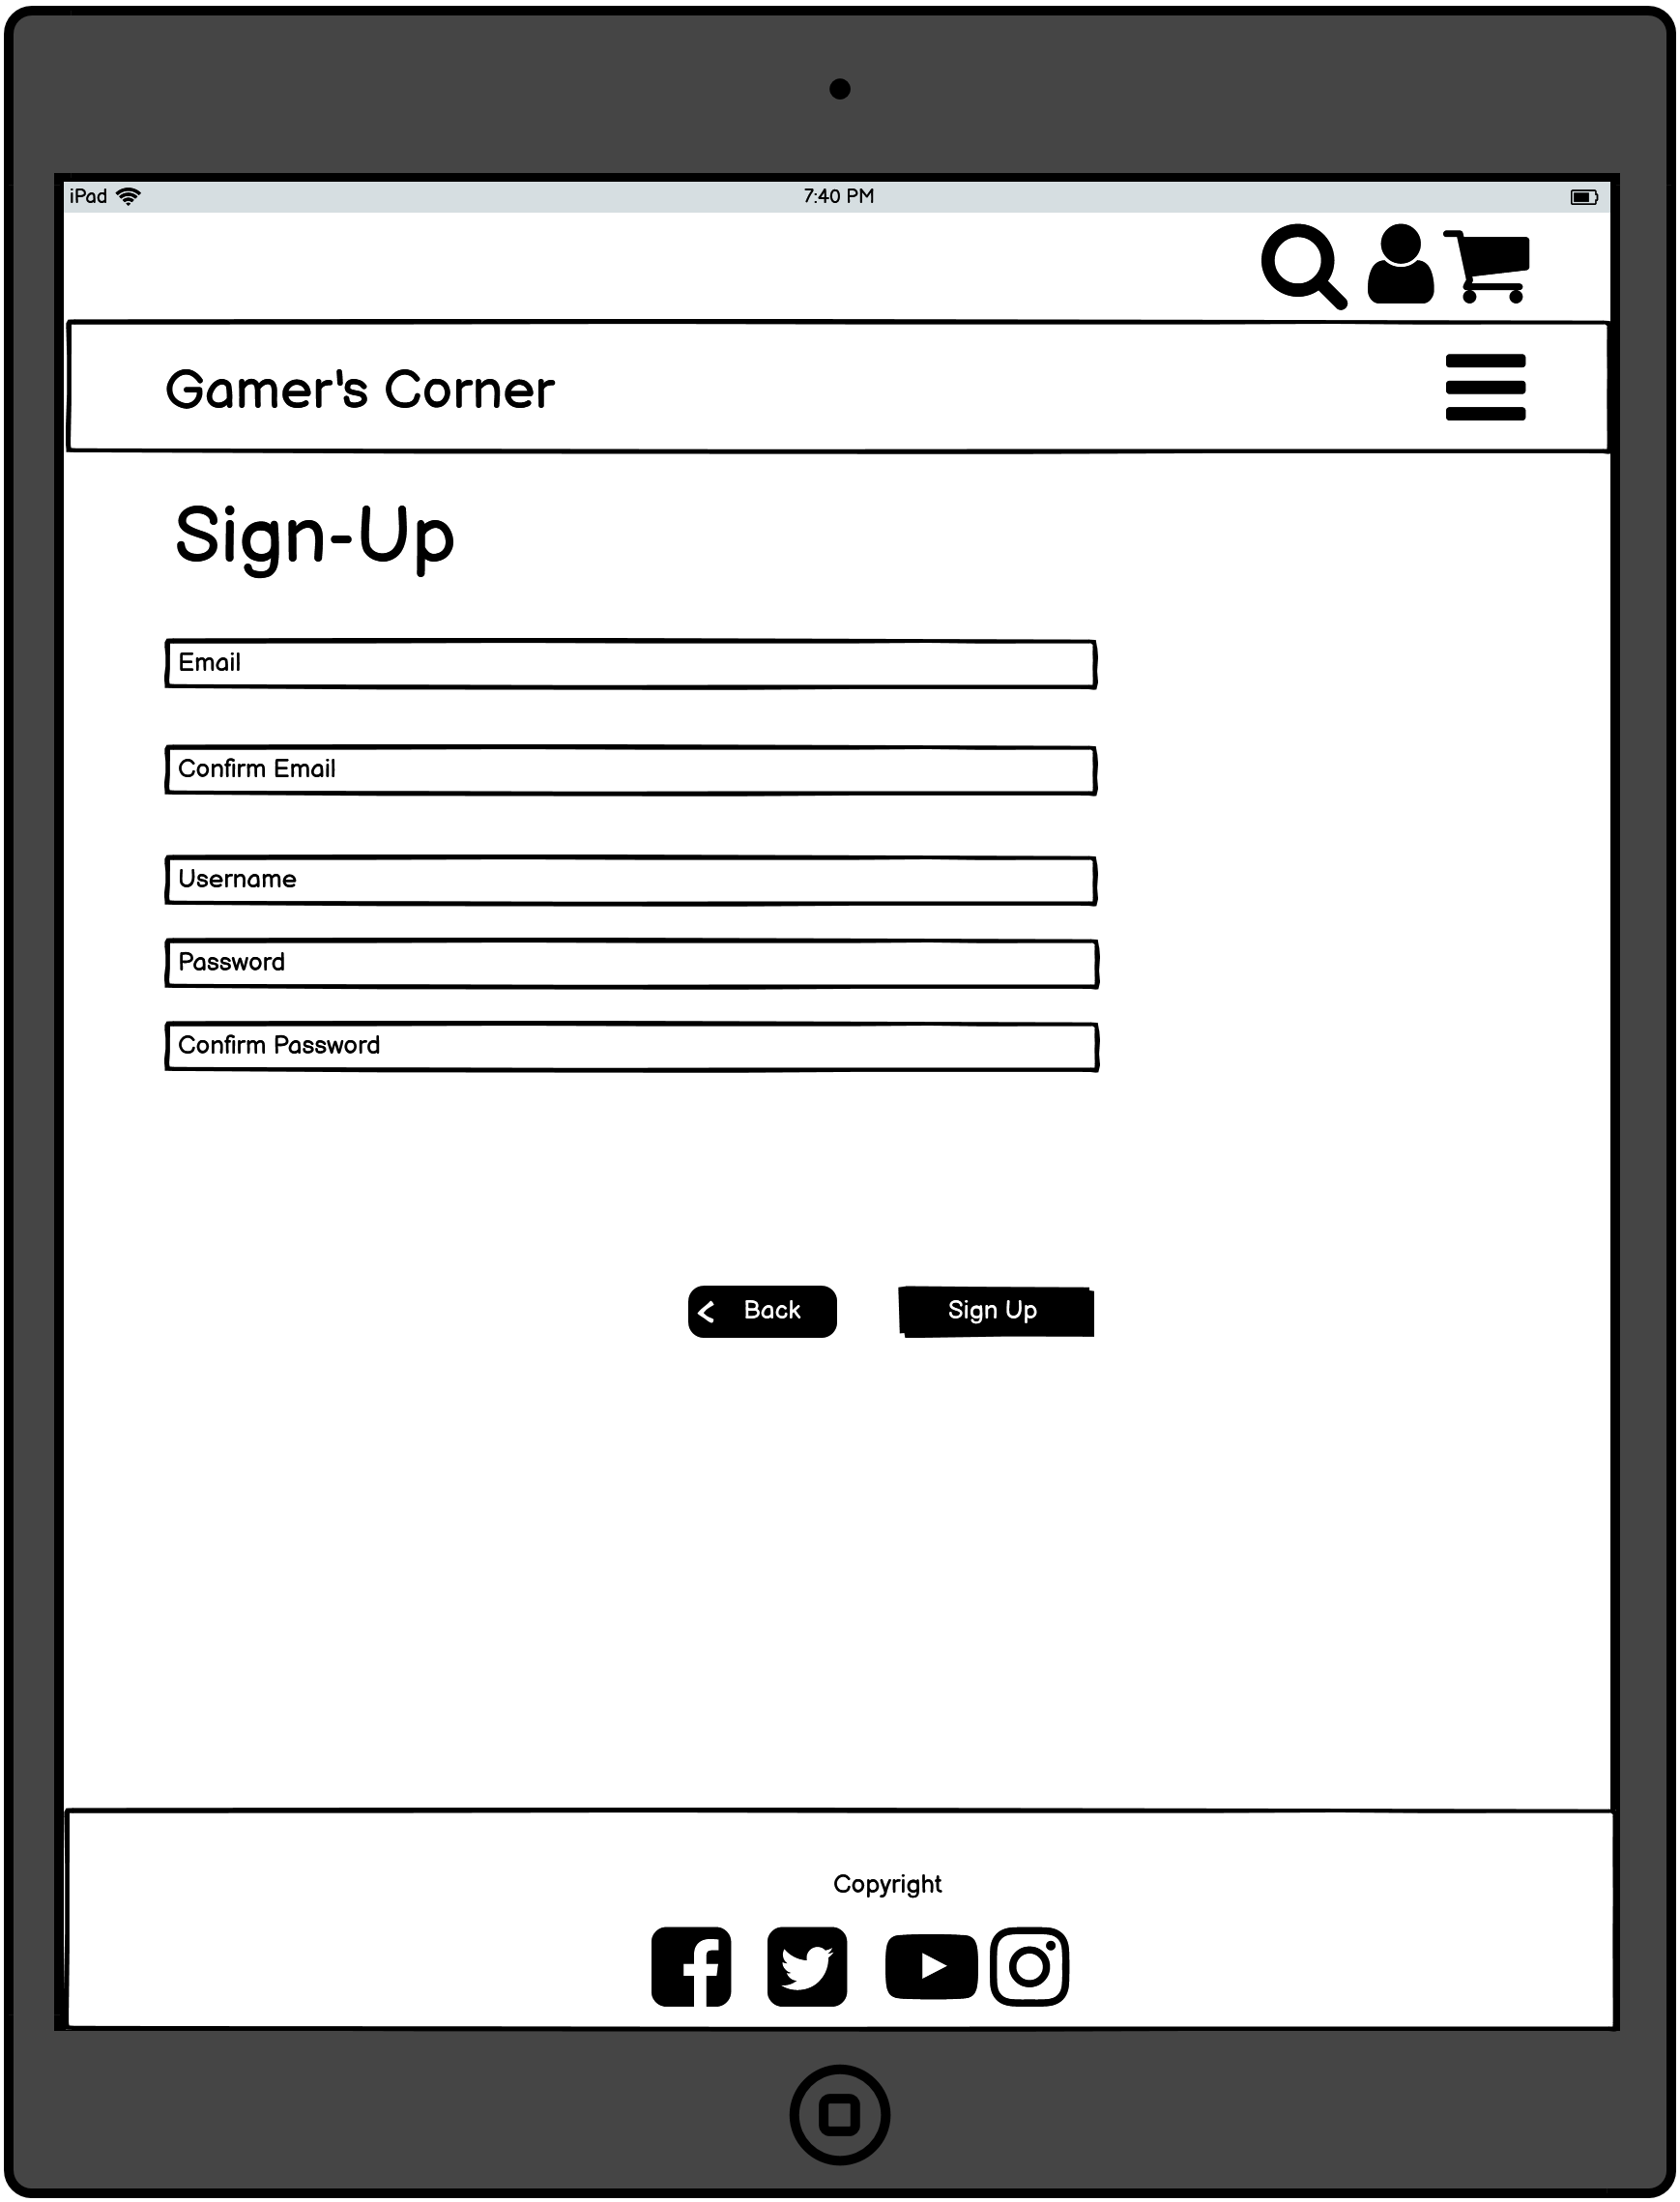 iPad
7:40 PM
Gamer's Corner
Sign-Up
Email
Confirm Email
Username
Password
Confirm Password
Back
Sign Up
Copyright